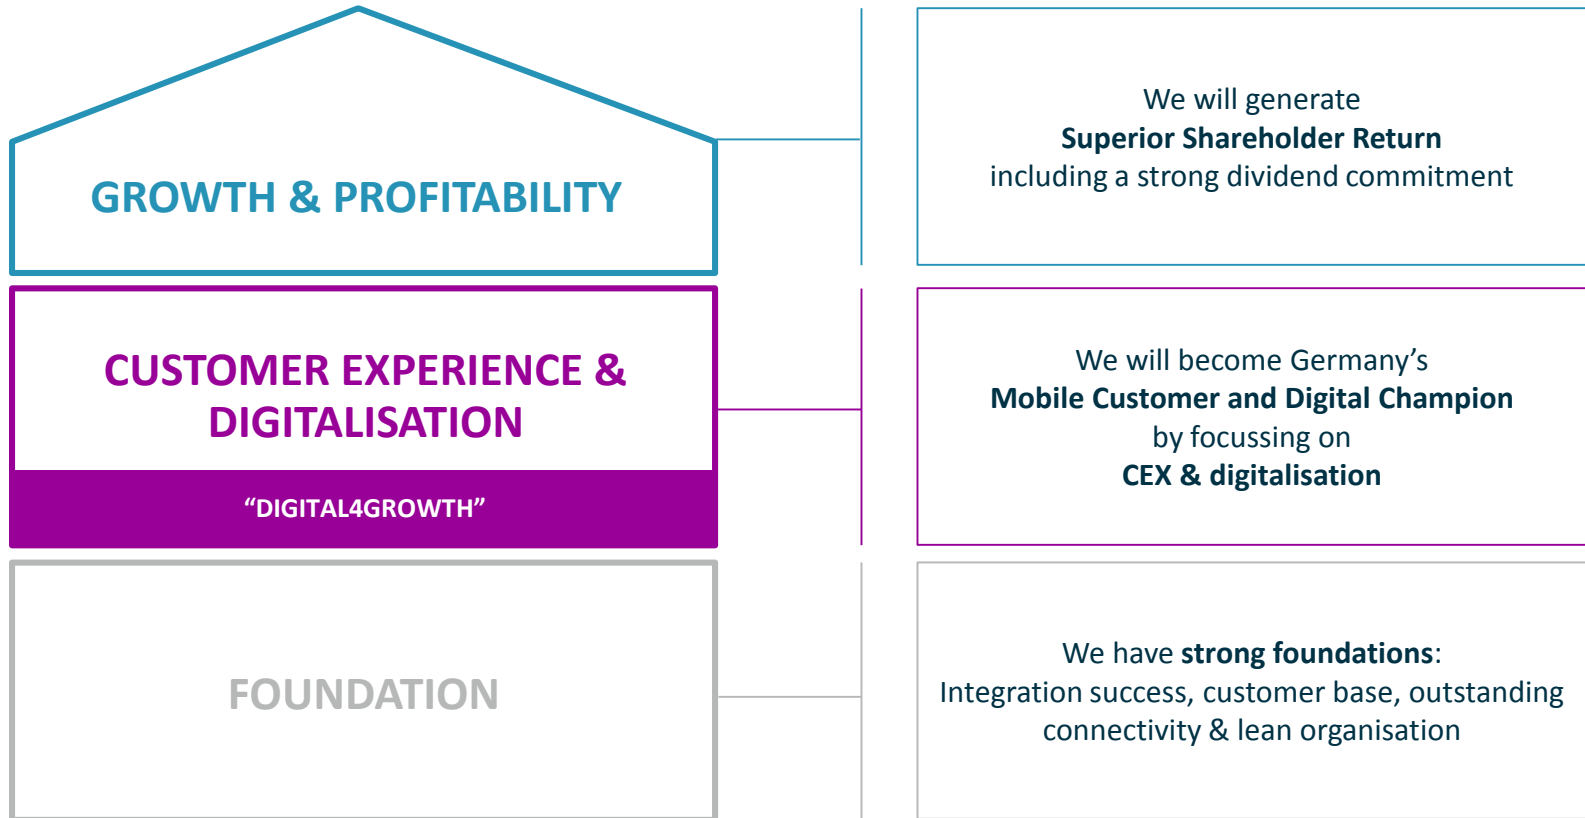 GROWTH & PROFITABILITY
We will generate
Superior Shareholder Return
including a strong dividend commitment
CUSTOMER EXPERIENCE &
DIGITALISATION
“DIGITAL4GROWTH”
We will become Germany’s
Mobile Customer and Digital Champion
by focussing on
CEX & digitalisation
FOUNDATION
We have strong foundations:
Integration success, customer base, outstanding
connectivity & lean organisation